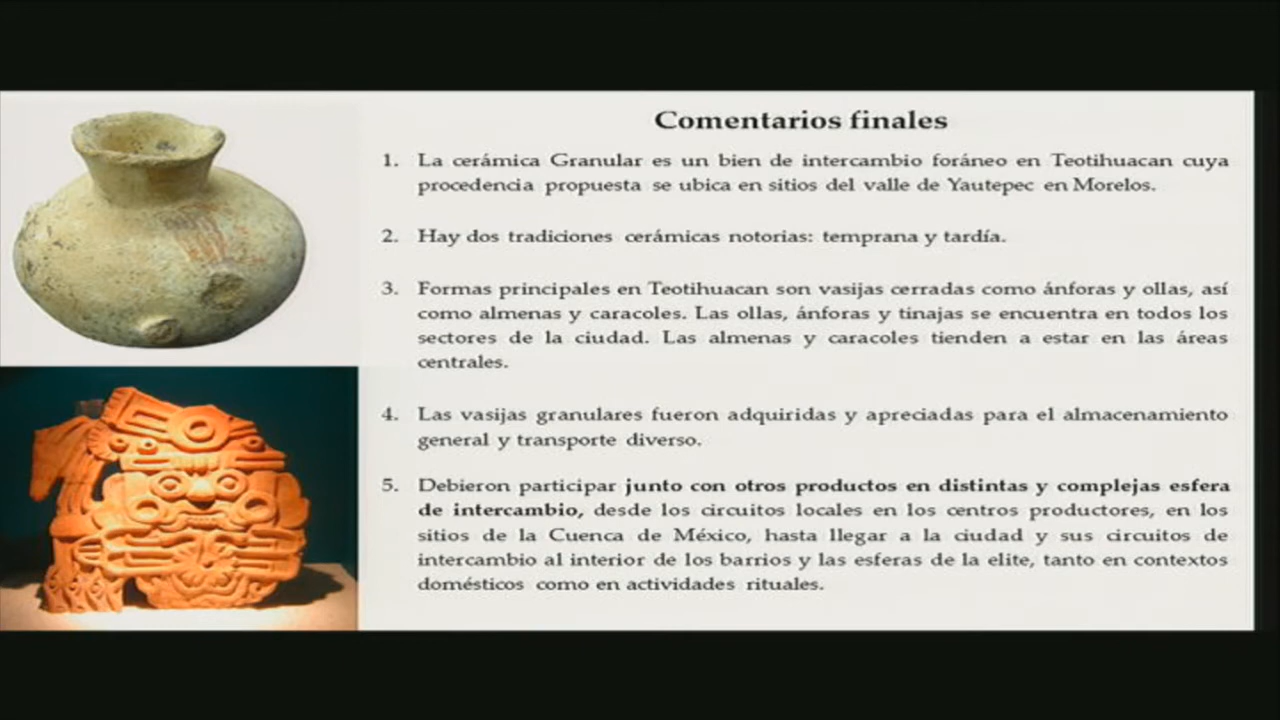 Comentarios finales
1. La cerámica Granular es un bien de intercambio foráneo en Teotihuacan cuya
procedencia propuesta se ubica en sitios del valle de Yautepec en Morelos.
2. Hay dos tradiciones cerámicas notorias: temprana y tardía.
3. Formas principales en Teotihuacan son vasijas cerradas como ánforas y ollas, así
como almenas y caracoles. Las ollas, ánforas y tinajas se encuentra en todos los
sectores de la ciudad. Las almenas y caracoles tienden a estar en las áreas
centrales.
4. Las vasijas granulares fueron adquiridas y apreciadas para el almacenamiento
general y transporte diverso.
5. Debieron participar junto con otros productos en distintas y complejas esfera
de intercambio, desde los circuitos locales en los centros productores, en los
sitios de la Cuenca de México, hasta llegar a la ciudad y sus circuitos de
intercambio al interior de los barrios y las esferas de la elite, tanto en contextos
domésticos como en actividades rituales.